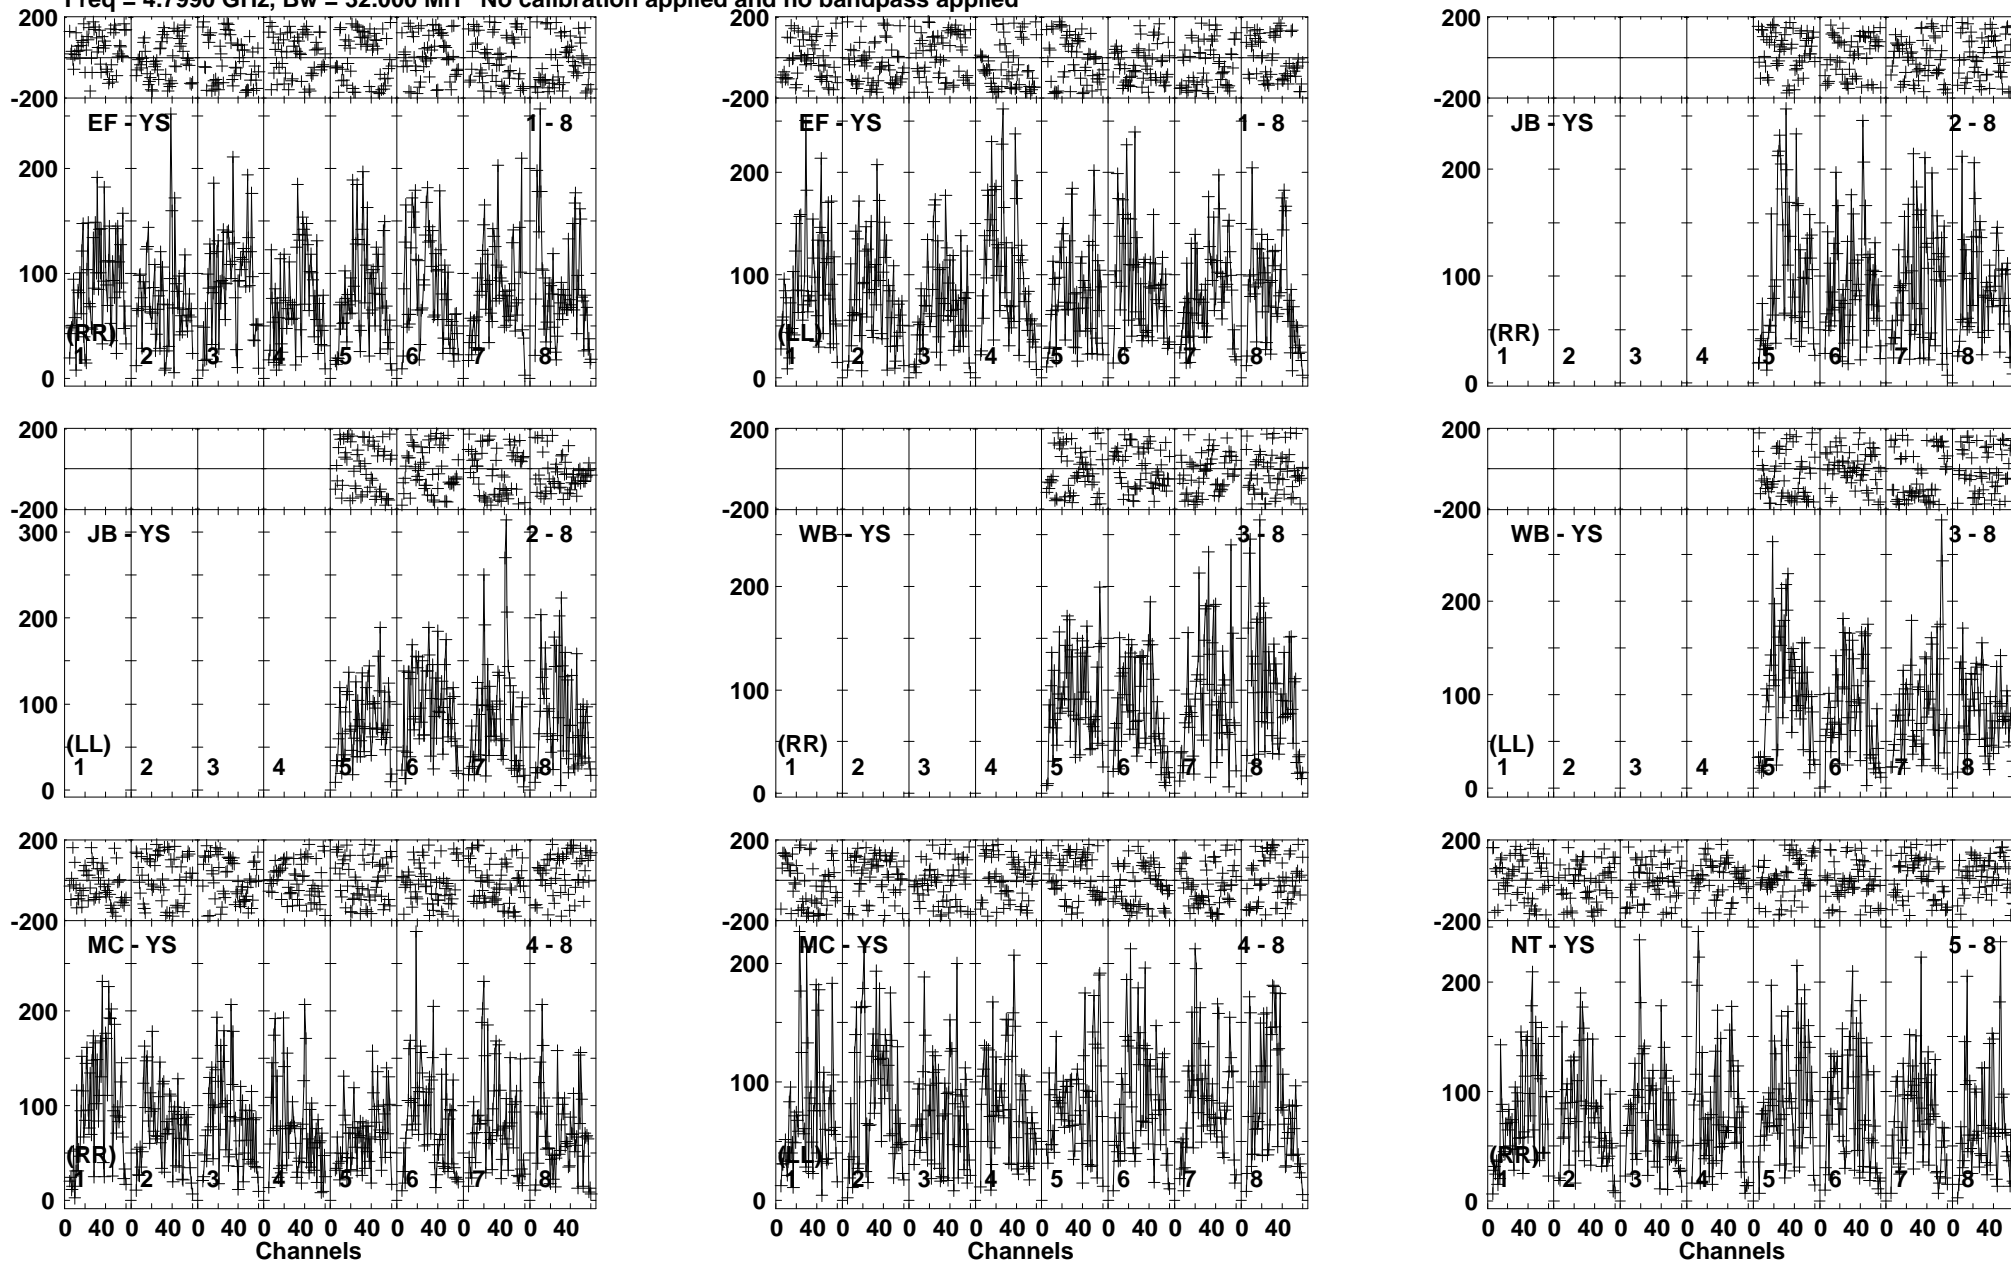 Freq = 4.7990 GHz, Bw = 32.000 MH No calibration applied and no bandpass applied
200 200 200
-200 -200 -200
EF - YS 1 - 8 EF - YS 1 - 8 JB - YS 2 - 8
200 200 200
100 100 100
(RR) (LL) (RR)
1 2 3 4 5 6 7 8 1 2 3 4 5 6 7 8 1 2 3 4 5 6 7 8
0 0 0
200 200 200
-200 -200 -200
300
JB - YS 2 - 8 WB - YS 3 - 8 WB - YS 3 - 8
200 200 200
100 100 100
(LL) (RR) (LL)
1 2 3 4 5 6 7 8 1 2 3 4 5 6 7 8 1 2 3 4 5 6 7 8
0 0 0
200 200 200
-200 -200 -200
MC - YS 4 - 8 MC - YS 4 - 8 NT - YS 5 - 8
200 200 200
100 100 100
(RR) (LL) (RR)
1 2 3 4 5 6 7 8 1 2 3 4 5 6 7 8 1 2 3 4 5 6 7 8
0 0 0
0 40 0 40 0 40 0 40 0 40 0 40 0 40 0 40 0 40 0 40 0 40 0 40 0 40 0 40 0 40 0 40 0 40 0 40 0 40 0 40 0 40 0 40 0 40 0 40
Channels Channels Channels